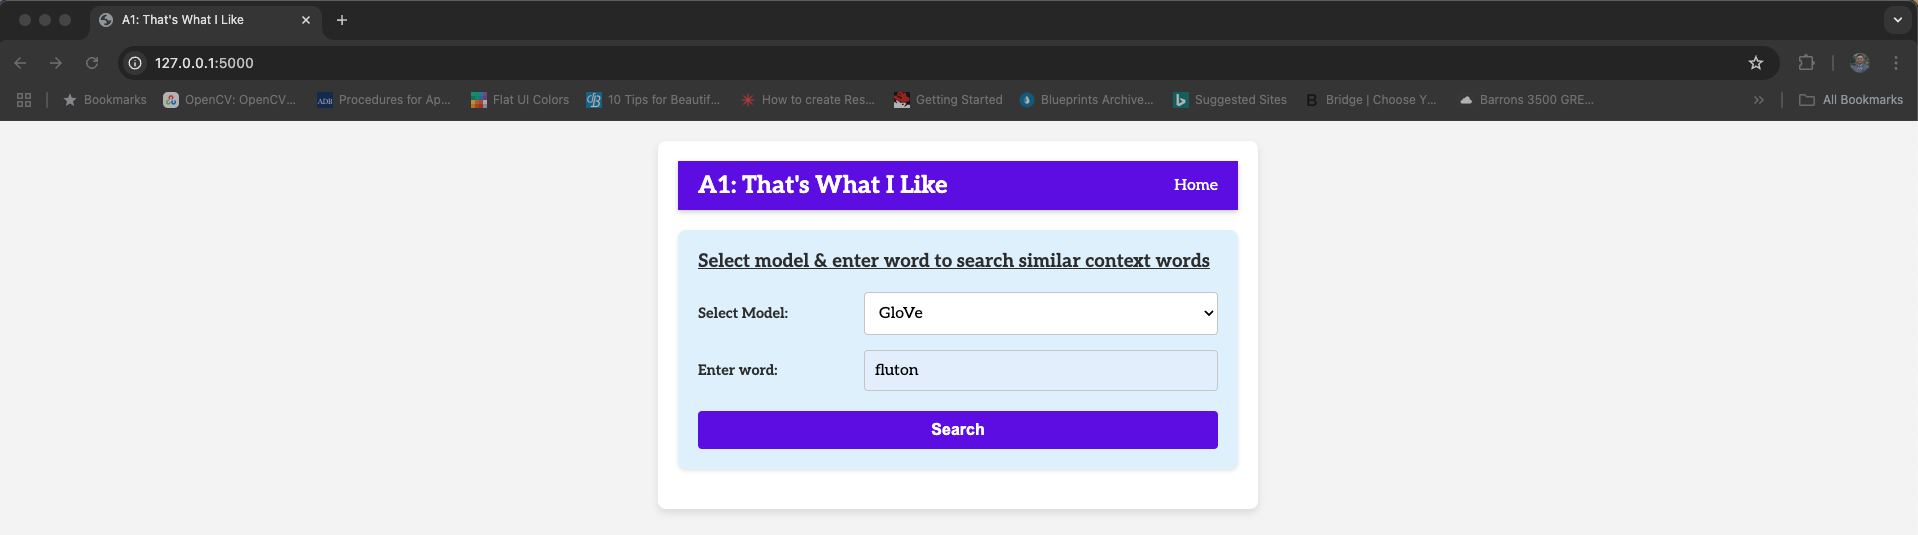 A1: That's What I Like
127.0.0.1:5000
Bookmarks
OpenCV: OpenCV...
ADB Procedures for Ap...
Flat UI Colors
10 Tips for Beautif...
How to create Res...
Getting Started
Blueprints Archive...
Suggested Sites
B Bridge | Choose Y...
Barrons 3500 GRE...
All Bookmarks
A1: That's What I Like
Home
Select model & enter word to search similar context words
Select Model:
GloVe
Enter word:
fluton
Search